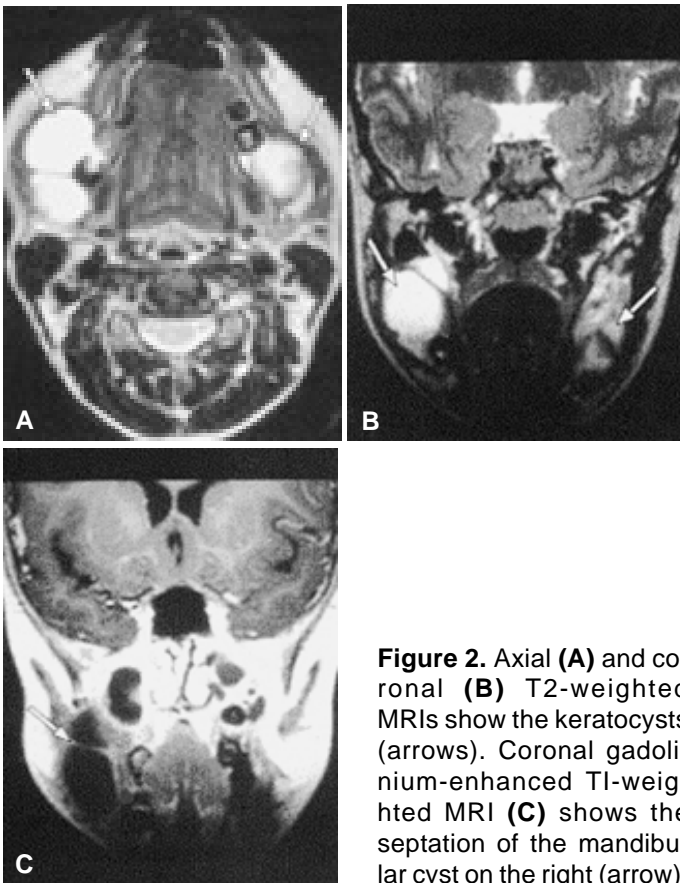 A
B
C
Figure 2. Axial (A) and co-
ronal (B) T2-weighted
MRIs show the keratocysts
(arrows). Coronal gadoli-
nium-enhanced TI-weig-
hted MRI (C) shows the
septation of the mandibu-
lar cyst on the right (arrow).